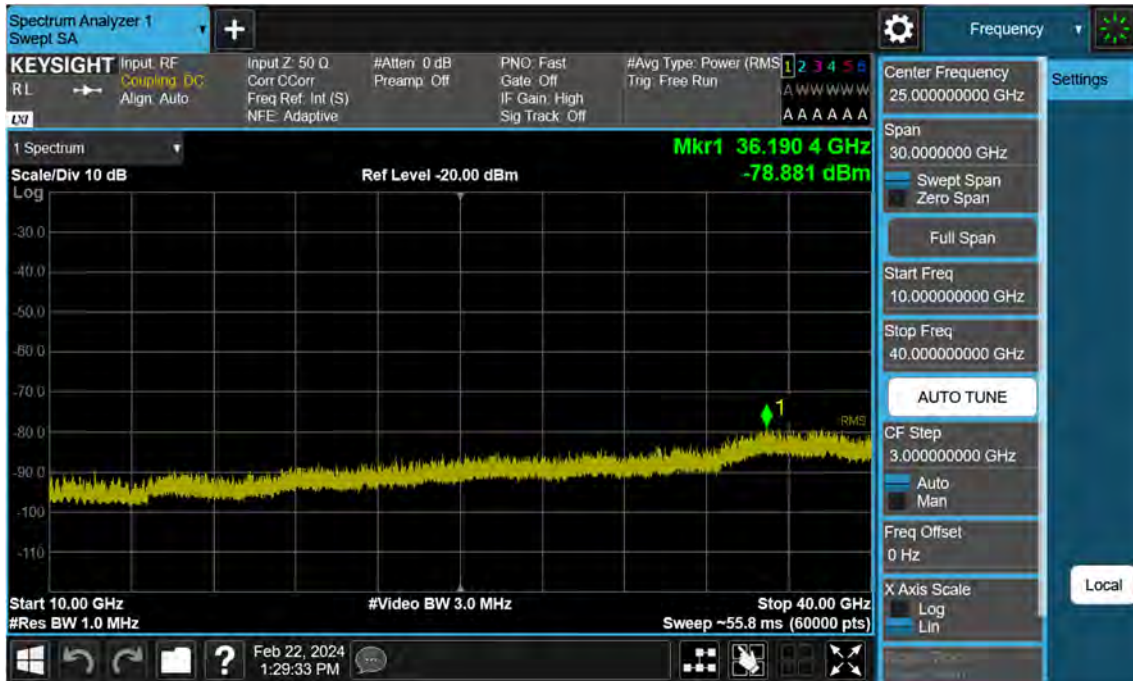 Spectrum Analyzer 1
Swept SA
+
Frequency
KEYSIGHT
RL
LXI
Input: RF
Coupling: DC
Align: Auto
Input Z: 50 Ω
Corr CCorr
Freq Ref: Int (S)
NFE: Adaptive
#Atten: 0 dB
Preamp: Off
PNO: Fast
Gate: Off
IF Gain: High
Sig Track: Off
#Avg Type: Power (RMS
Trig: Free Run
1 2 3 4 5 6
A W W W W W
A A A A A A
1 Spectrum
Scale/Div 10 dB
Ref Level -20.00 dBm
Mkr1 36.190 4 GHz
-78.881 dBm
Log
-30.0
-40.0
-50.0
-60.0
-70.0
-80.0
-90.0
-100
-110
1
RMS
Start 10.00 GHz
#Res BW 1.0 MHz
#Video BW 3.0 MHz
Stop 40.00 GHz
Sweep ~55.8 ms (60000 pts)
Center Frequency
25.000000000 GHz
Span
30.0000000 GHz
Swept Span
Zero Span
Full Span
Start Freq
10.000000000 GHz
Stop Freq
40.000000000 GHz
AUTO TUNE
CF Step
3.000000000 GHz
Auto
Man
Freq Offset
0 Hz
X Axis Scale
Log
Lin
Settings
Local
?
Feb 22, 2024
1:29:33 PM